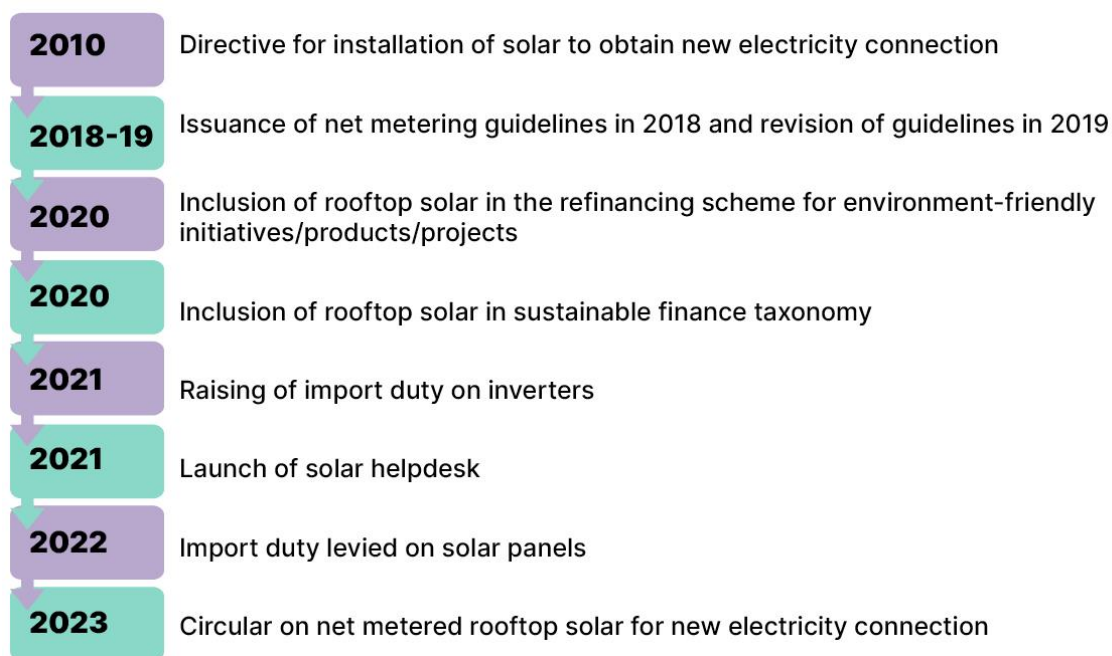 2010
Directive for installation of solar to obtain new electricity connection
2018-19
Issuance of net metering guidelines in 2018 and revision of guidelines in 2019
2020
Inclusion of rooftop solar in the refinancing scheme for environment-friendly
initiatives/products/projects
2020
Inclusion of rooftop solar in sustainable finance taxonomy
2021
Raising of import duty on inverters
2021
Launch of solar helpdesk
2022
Import duty levied on solar panels
2023
Circular on net metered rooftop solar for new electricity connection